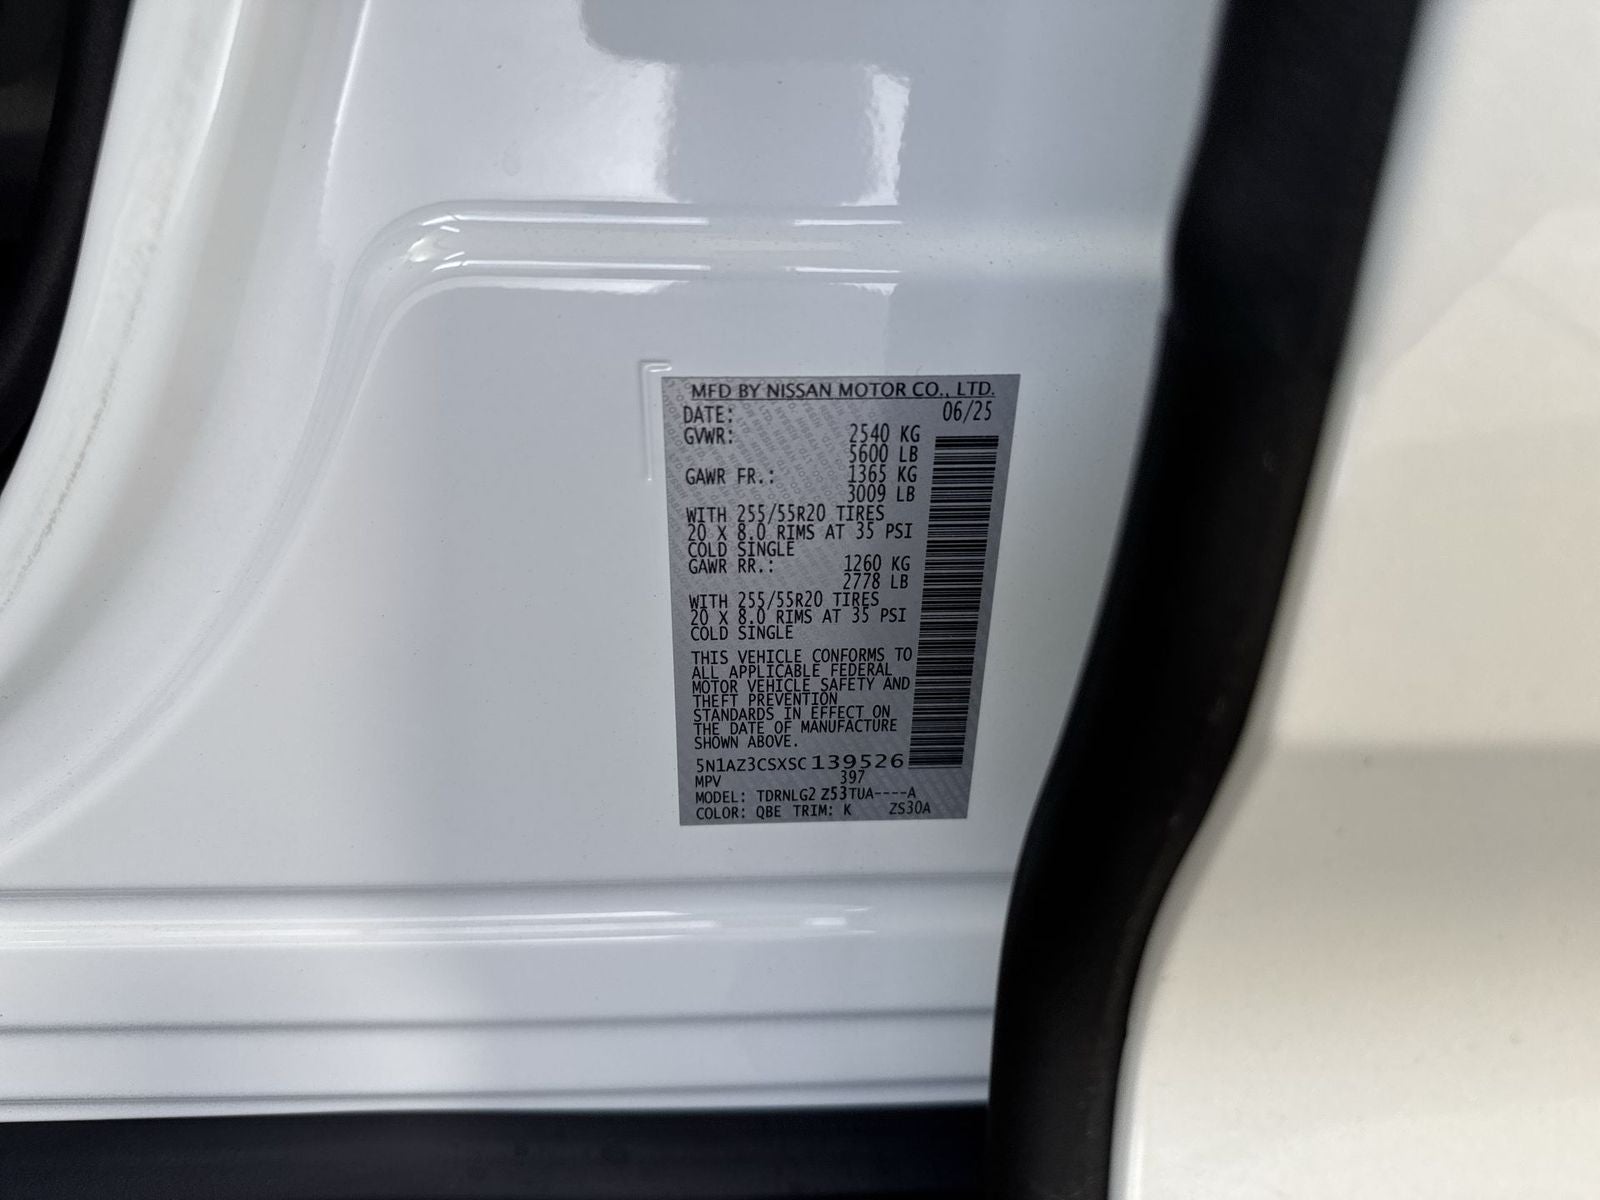 MFD BY NISSAN MOTOR CO., LTD.
DATE: 06/25
GVWR: 2540 KG
5600 LB
GAWR FR.: 1365 KG
3009 LB
WITH 255/55R20 TIRES
20 X 8.0 RIMS AT 35 PSI
COLD SINGLE
GAWR RR.: 1260 KG
2778 LB
WITH 255/55R20 TIRES
20 X 8.0 RIMS AT 35 PSI
COLD SINGLE
THIS VEHICLE CONFORMS TO
ALL APPLICABLE FEDERAL
MOTOR VEHICLE SAFETY AND
THEFT PREVENTION
STANDARDS IN EFFECT ON
THE DATE OF MANUFACTURE
SHOWN ABOVE.
5N1AZ3CSXSC139526
MPV 397
MODEL: TDRNLG2 Z53TUA----A
COLOR: QBE TRIM: K ZS30A